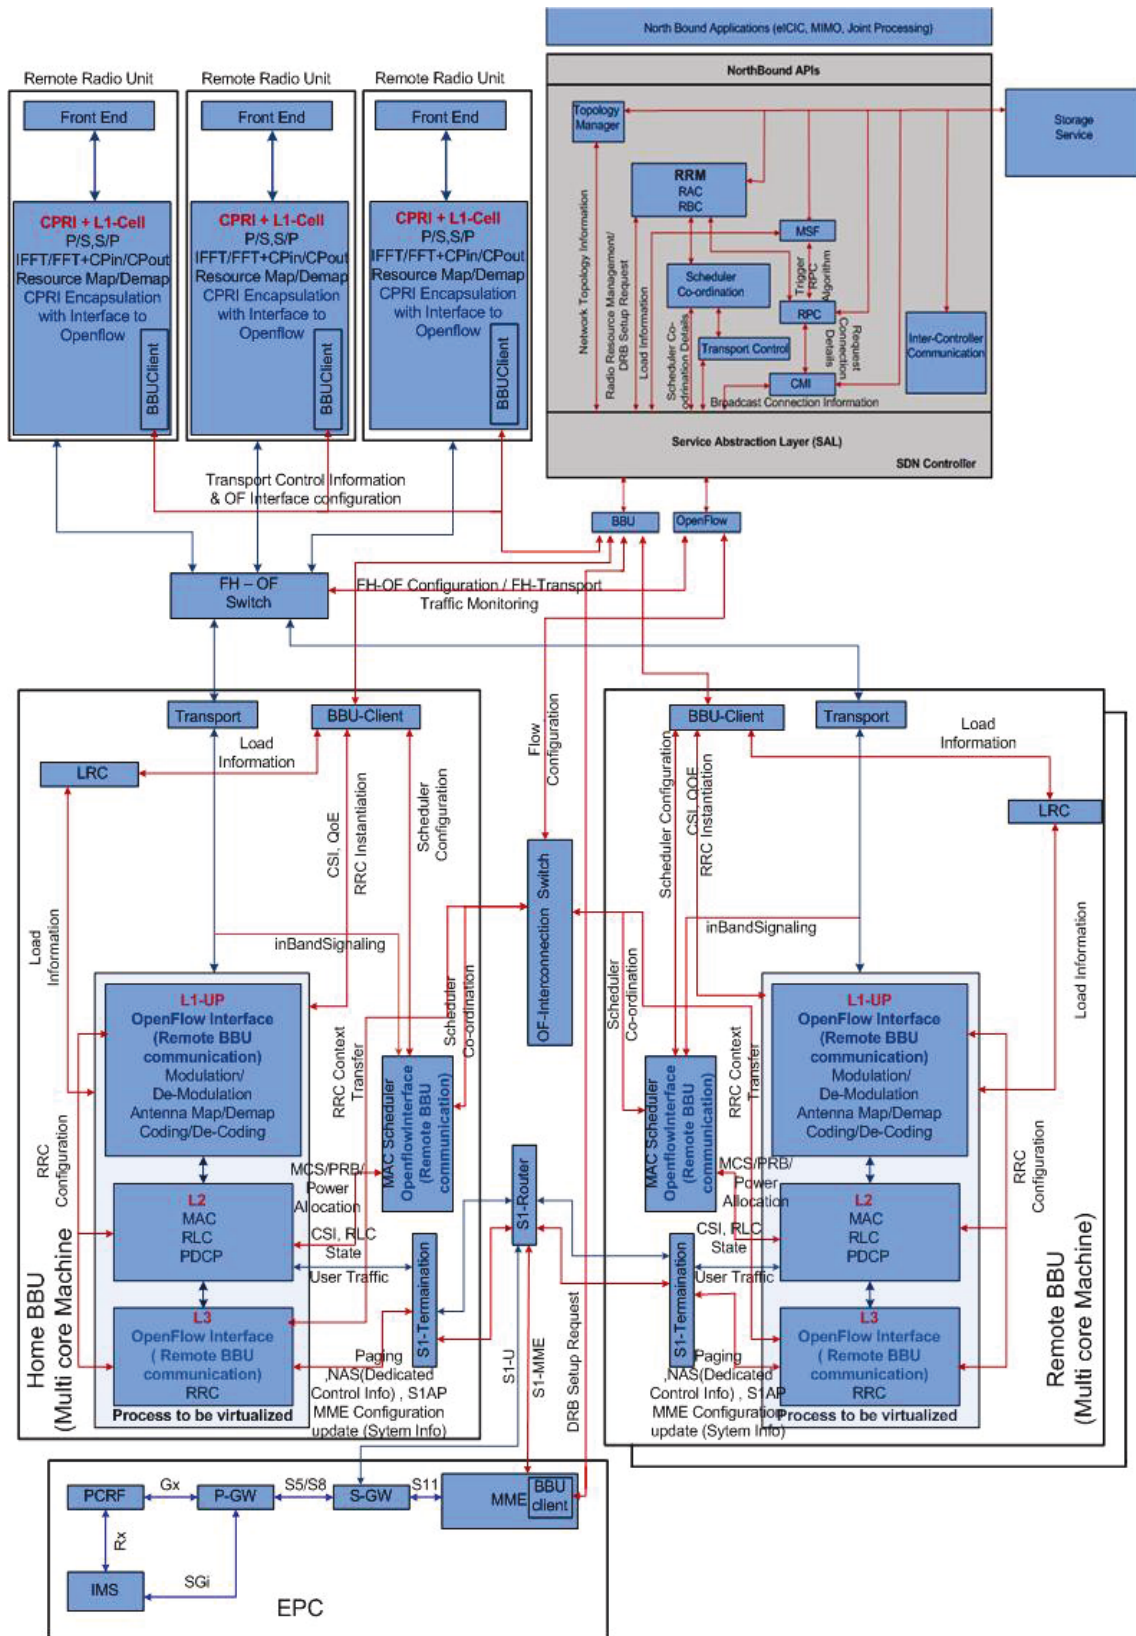 North Bound Applications (eICIC, MIMO, Joint Processing)
NorthBound APIs
Topology
Manager
Storage
Service
RRM
RAC
RBC
MSF
Scheduler
Co-ordination
Trigger
RPC
Algorithm
RPC
Transport Control
CMI
Inter-Controller
Communication
Network Topology Information
Radio Resource Management/
DRB Setup Request
Load Information
Scheduler Co-
odrination Details
Request
Connection
Details
Broadcast Connection Information
Service Abstraction Layer (SAL)
SDN Controller
Remote Radio Unit
Front End
CPRI + L1-Cell
P/S,S/P
IFFT/FFT+CPin/CPout
Resource Map/Demap
CPRI Encapsulation
with Interface to
Openflow
BBUClient
Remote Radio Unit
Front End
CPRI + L1-Cell
P/S,S/P
IFFT/FFT+CPin/CPout
Resource Map/Demap
CPRI Encapsulation
with Interface to
Openflow
BBUClient
Remote Radio Unit
Front End
CPRI + L1-Cell
P/S,S/P
IFFT/FFT+CPin/CPout
Resource Map/Demap
CPRI Encapsulation
with Interface to
Openflow
BBUClient
Transport Control Information
& OF Interface configuration
BBU
OpenFlow
FH – OF
Switch
FH-OF Configuration / FH-Transport
Traffic Monitoring
Transport
BBU-Client
Load
Information
LRC
CSI, QoE
RRC Instantiation
Scheduler
Configuration
Load
Information
inBandSignaling
L1-UP
OpenFlow Interface
(Remote BBU
communication)
Modulation/
De-Modulation
Antenna Map/Demap
Coding/De-Coding
RRC Context
Transfer
Scheduler
Co-ordination
MAC Scheduler
OpenflowInterface
(Remote BBU
communication)
RRC
Configuration
MCS/PRB/
Power
Allocation
L2
MAC
RLC
PDCP
CSI, RLC
State
User Traffic
S1-Termaination
L3
OpenFlow Interface
( Remote BBU
communication)
RRC
Process to be virtualized
Paging
,NAS(Dedicated
Control Info) , S1AP
MME Configuration
update (Sytem Info)
Home BBU
(Multi core Machine)
Flow
Configuration
OF-Interconnection Switch
S1-Router
S1-U
S1-MME
DRB Setup Request
BBU-Client
Transport
Load
Information
LRC
Scheduler Configuration
CSI, QOE
RRC Instantiation
inBandSignaling
Load Information
Scheduler
Co-ordination
L1-UP
OpenFlow Interface
(Remote BBU
communication)
Modulation/
De-Modulation
Antenna Map/Demap
Coding/De-Coding
RRC Context
Transfer
MAC Scheduler
OpenflowInterface
(Remote BBU
communication)
RRC
Configuration
MCS/PRB/
Power
Allocation
L2
MAC
RLC
PDCP
CSI, RLC
State
User Traffic
S1-Termaination
L3
OpenFlow Interface
( Remote BBU
communication)
RRC
Process to be virtualized
Paging
,NAS(Dedicated
Control Info) , S1AP
MME Configuration
update (Sytem Info)
Remote BBU
(Multi core Machine)
PCRF
Gx
P-GW
S5/S8
S-GW
S11
MME
BBU
client
Rx
IMS
SGi
EPC